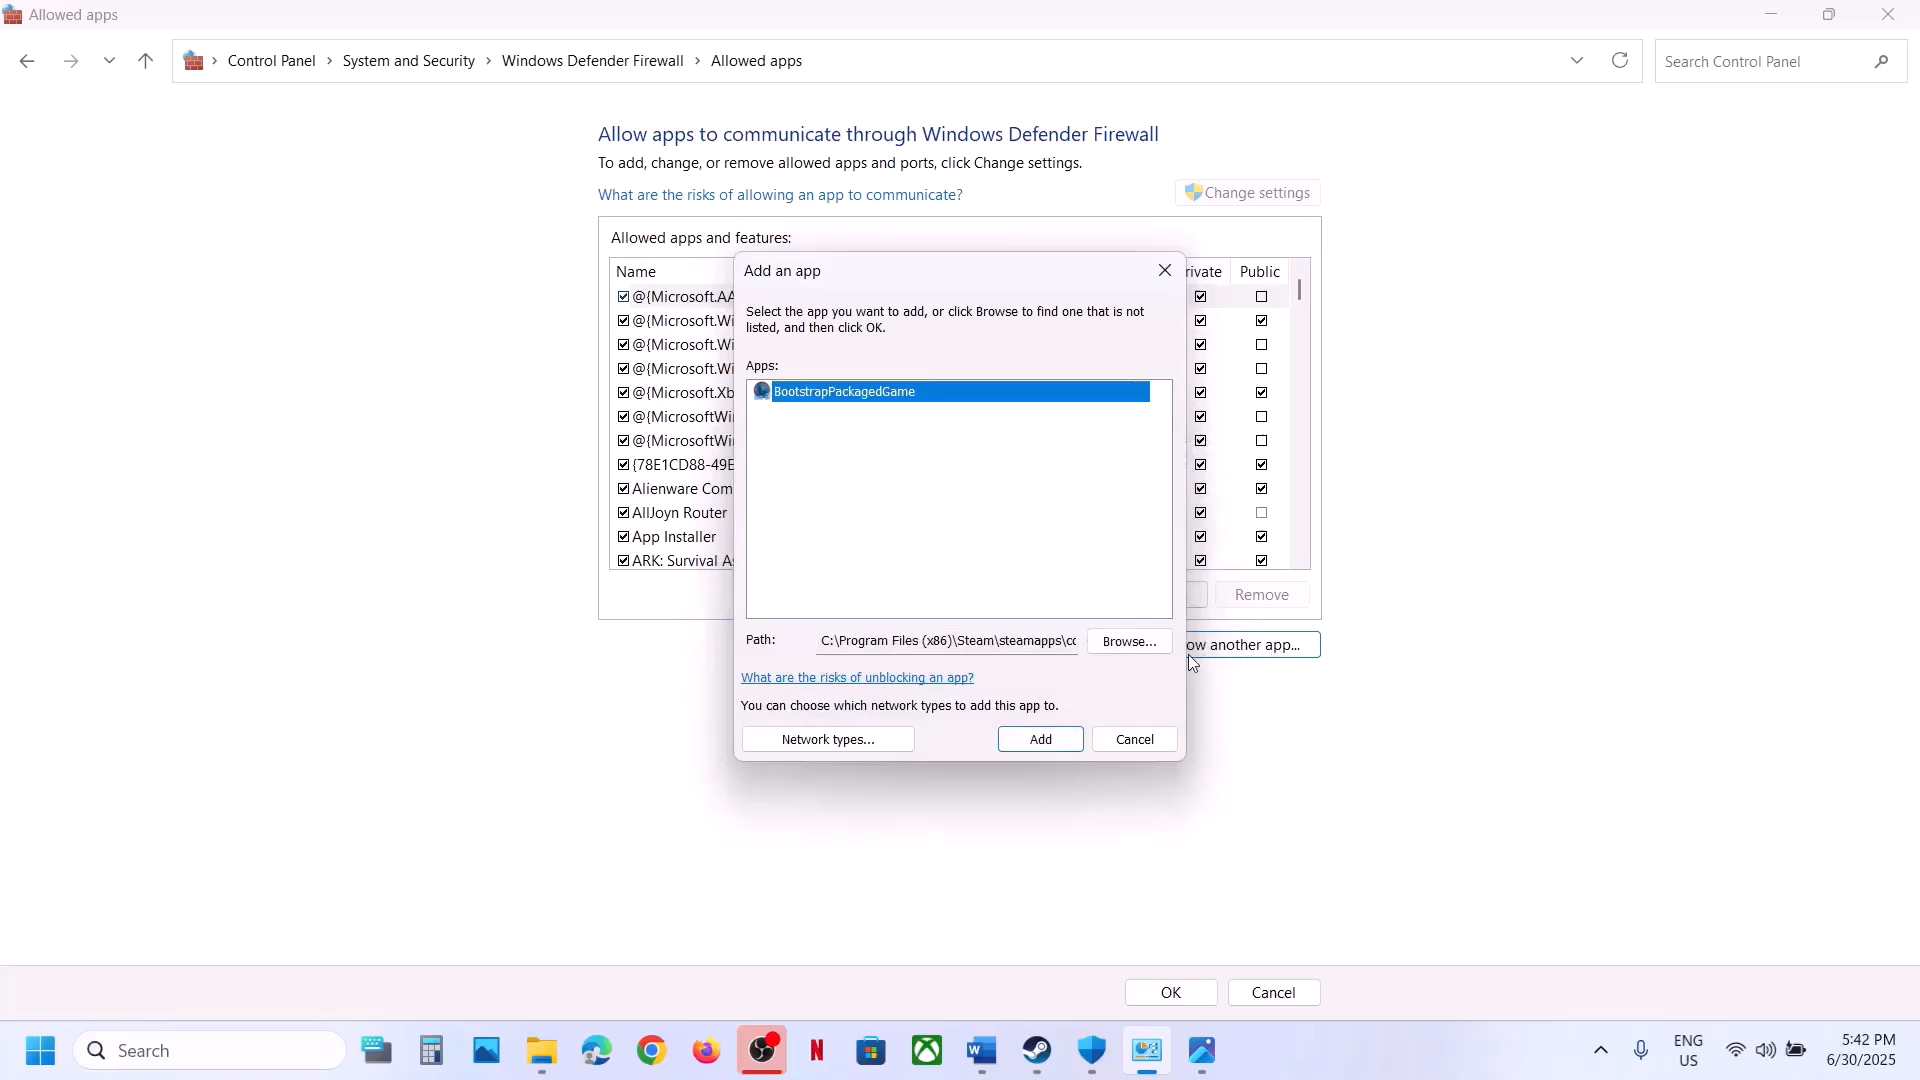 Allowed apps
Control Panel > System and Security > Windows Defender Firewall > Allowed apps
Search Control Panel
Allow apps to communicate through Windows Defender Firewall
To add, change, or remove allowed apps and ports, click Change settings.
What are the risks of allowing an app to communicate?
Change settings
Allowed apps and features:
Name
rivate Public
@{Microsoft.AA
@{Microsoft.Wi
@{Microsoft.Wi
@{Microsoft.Wi
@{Microsoft.Xb
@{MicrosoftWi
@{MicrosoftWi
{78E1CD88-49E
Alienware Com
AllJoyn Router
App Installer
ARK: Survival As
Remove
ow another app...
Add an app
Select the app you want to add, or click Browse to find one that is not
listed, and then click OK.
Apps:
BootstrapPackagedGame
Path: C:\Program Files (x86)\Steam\steamapps\cc Browse...
What are the risks of unblocking an app?
You can choose which network types to add this app to.
Network types... Add Cancel
OK Cancel
Search
ENG
US
5:42 PM
6/30/2025